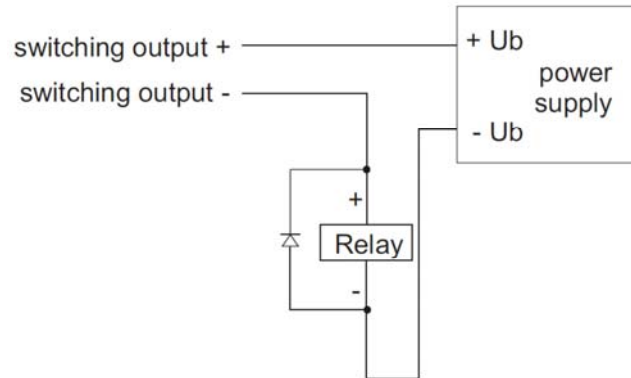 switching output +
switching output -
+ Ub
power
supply
- Ub
+
Relay
-